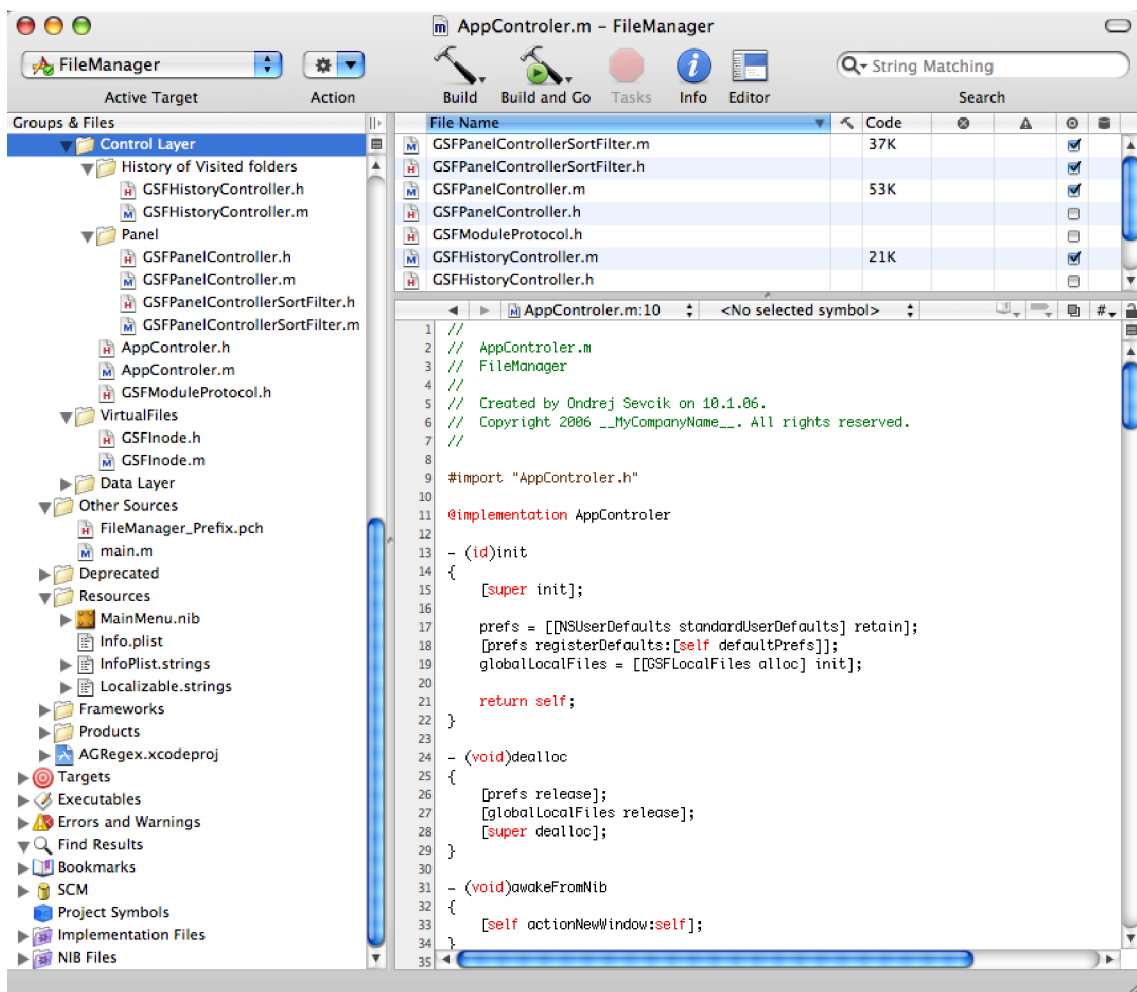 AppControler.m – FileManager
FileManager
String Matching
Active Target
Action
Build
Build and Go
Tasks
Info
Editor
Search
Groups & Files
Control Layer
History of Visited folders
GSFHistoryController.h
GSFHistoryController.m
Panel
GSFPanelController.h
GSFPanelController.m
GSFPanelControllerSortFilter.h
GSFPanelControllerSortFilter.m
AppControler.h
AppControler.m
GSFModuleProtocol.h
VirtualFiles
GSFInode.h
GSFInode.m
Data Layer
Other Sources
FileManager_Prefix.pch
main.m
Deprecated
Resources
MainMenu.nib
Info.plist
InfoPlist.strings
Localizable.strings
Frameworks
Products
AGRegex.xcodeproj
Targets
Executables
Errors and Warnings
Find Results
Bookmarks
SCM
Project Symbols
Implementation Files
NIB Files
File Name Code
GSFPanelControllerSortFilter.m 37K
GSFPanelControllerSortFilter.h
GSFPanelController.m 53K
GSFPanelController.h
GSFModuleProtocol.h
GSFHistoryController.m 21K
GSFHistoryController.h
AppControler.m:10 <No selected symbol> #
1 //
2 // AppControler.m
3 // FileManager
4 //
5 // Created by Ondrej Sevcik on 10.1.06.
6 // Copyright 2006 __MyCompanyName__. All rights reserved.
7 //
8
9 #import "AppControler.h"
10
11 @implementation AppControler
12
13 - (id)init
14 {
15 [super init];
16
17 prefs = [[NSUserDefaults standardUserDefaults] retain];
18 [prefs registerDefaults:[self defaultPrefs]];
19 globalLocalFiles = [[GSFLocalFiles alloc] init];
20
21 return self;
22 }
23
24 - (void)dealloc
25 {
26 [prefs release];
27 [globalLocalFiles release];
28 [super dealloc];
29 }
30
31 - (void)awakeFromNib
32 {
33 [self actionNewWindow:self];
34 }
35